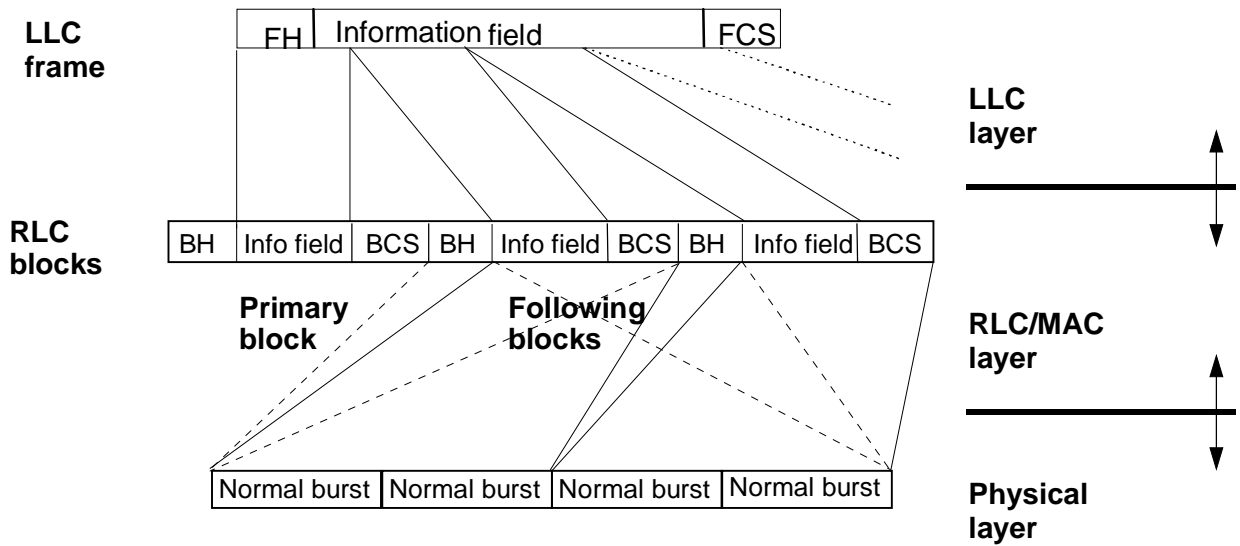 LLC
frame
FH Information field FCS
LLC
layer
RLC
blocks
BH Info field BCS BH Info field BCS BH Info field BCS
Primary
block
Following
blocks
RLC/MAC
layer
Normal burst Normal burst Normal burst Normal burst
Physical
layer